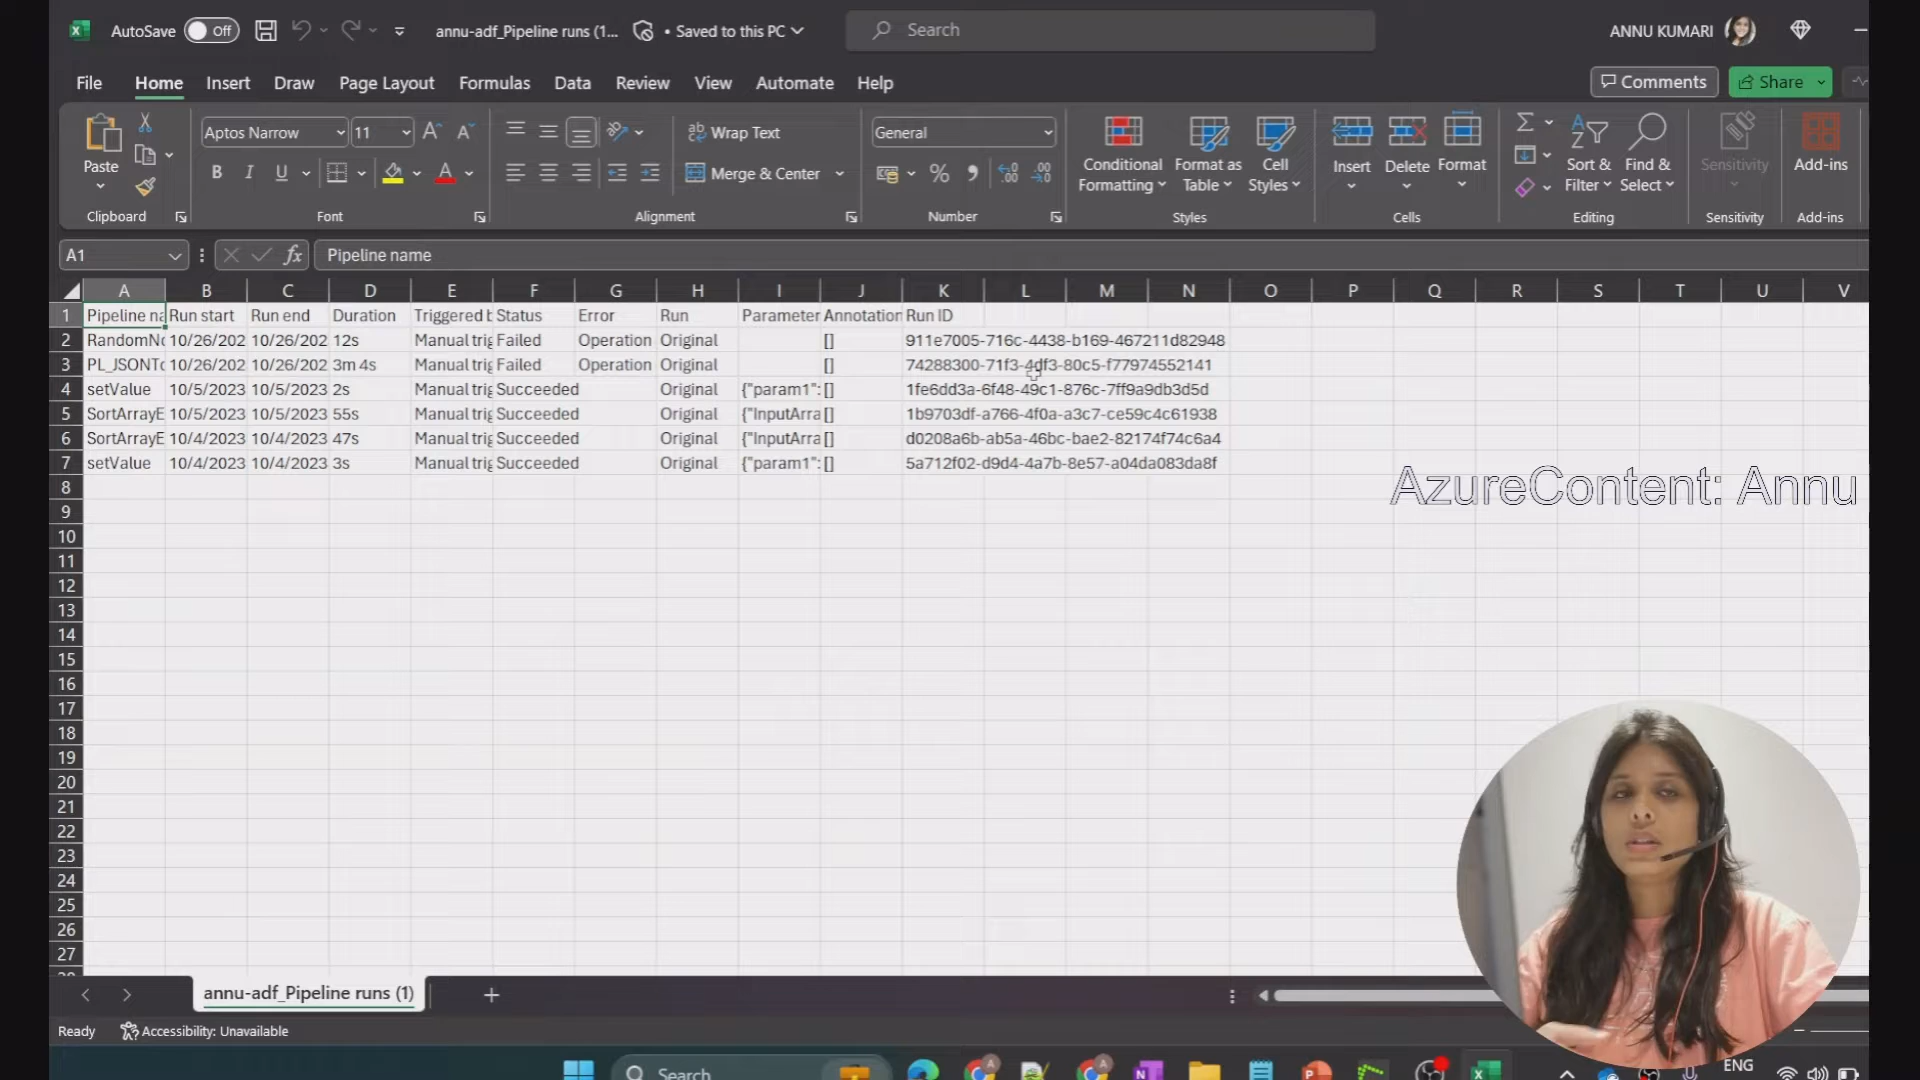 AutoSave Off annu-adf_Pipeline runs (1... • Saved to this PC Search ANNU KUMARI
File Home Insert Draw Page Layout Formulas Data Review View Automate Help Comments Share
Aptos Narrow 11 Wrap Text General
Paste Conditional Formatting Format as Table Cell Styles Insert Delete Format Sort & Filter Find & Select Sensitivity Add-ins
B I U Merge & Center %
Clipboard Font Alignment Number Styles Cells Editing Sensitivity Add-ins
A1 fx Pipeline name
A B C D E F G H I J K L M N O P Q R S T U V
1 Pipeline na Run start Run end Duration Triggered b Status Error Run Parameter Annotation Run ID
2 RandomNo 10/26/202 10/26/202 12s Manual trig Failed Operation Original [] 911e7005-716c-4438-b169-467211d82948
3 PL_JSONTo 10/26/202 10/26/202 3m 4s Manual trig Failed Operation Original [] 74288300-71f3-4df3-80c5-f77974552141
4 setValue 10/5/2023 10/5/2023 2s Manual trig Succeeded Original {"param1": [] 1fe6dd3a-6f48-49c1-876c-7ff9a9db3d5d
5 SortArrayE 10/5/2023 10/5/2023 55s Manual trig Succeeded Original {"InputArra [] 1b9703df-a766-4f0a-a3c7-ce59c4c61938
6 SortArrayE 10/4/2023 10/4/2023 47s Manual trig Succeeded Original {"InputArra [] d0208a6b-ab5a-46bc-bae2-82174f74c6a4
7 setValue 10/4/2023 10/4/2023 3s Manual trig Succeeded Original {"param1": [] 5a712f02-d9d4-4a7b-8e57-a04da083da8f
AzureContent: Annu
8
9
10
11
12
13
14
15
16
17
18
19
20
21
22
23
24
25
26
27
annu-adf_Pipeline runs (1)
Ready Accessibility: Unavailable
Search ENG